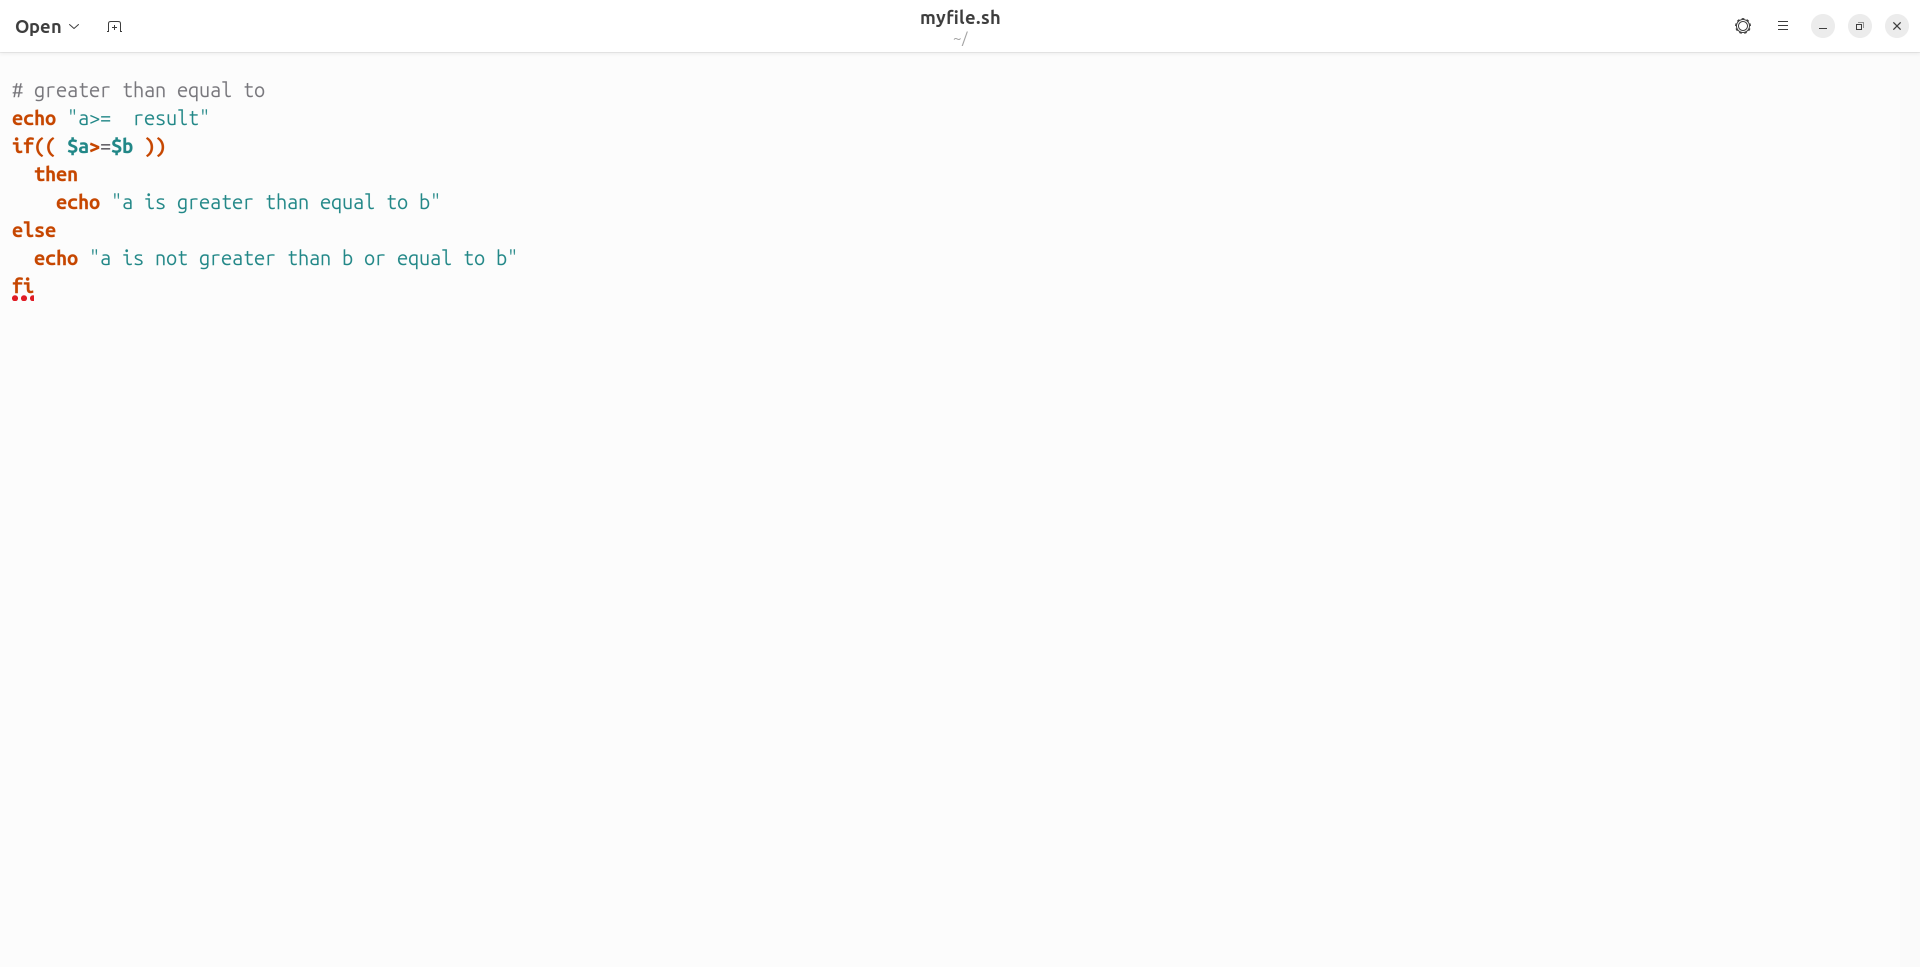 Open
myfile.sh
~/
# greater than equal to
echo "a>=  result"
if(( $a>=$b ))
  then
    echo "a is greater than equal to b"
else
  echo "a is not greater than b or equal to b"
fi